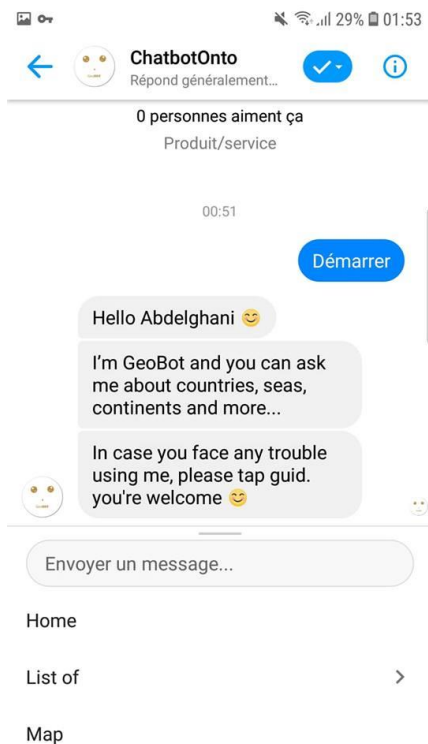 29% 01:53
ChatbotOnto
Répond généralement...
0 personnes aiment ça
Produit/service
00:51
Démarrer
Hello Abdelghani 😊
I'm GeoBot and you can ask
me about countries, seas,
continents and more...
In case you face any trouble
using me, please tap guid.
you're welcome 😊
Envoyer un message...
Home
List of
Map